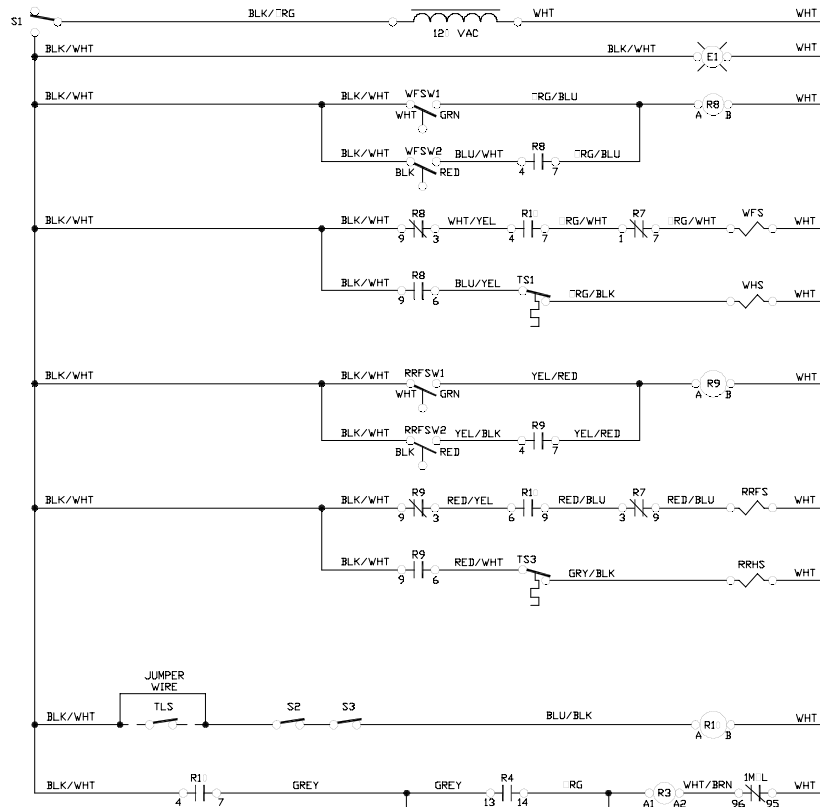 S1 BLK/ORG WHT WHT
120 VAC
BLK/WHT BLK/WHT E1 WHT
BLK/WHT BLK/WHT WFSW1 ORG/BLU R8 WHT
WHT GRN A B
BLK/WHT WFSW2 BLU/WHT R8 ORG/BLU
BLK RED 4 7
BLK/WHT BLK/WHT R8 WHT/YEL R10 ORG/WHT R7 ORG/WHT WFS WHT
9 3 4 7 1 7
BLK/WHT R8 BLU/YEL TS1 ORG/BLK WHS WHT
9 6
BLK/WHT BLK/WHT RRFSW1 YEL/RED R9 WHT
WHT GRN A B
BLK/WHT RRFSW2 YEL/BLK R9 YEL/RED
BLK RED 4 7
BLK/WHT BLK/WHT R9 RED/YEL R10 RED/BLU R7 RED/BLU RRFS WHT
9 3 6 9 3 9
BLK/WHT R9 RED/WHT TS3 GRY/BLK RRHS WHT
9 6
JUMPER
WIRE
BLK/WHT TLS S2 S3 BLU/BLK R10 WHT
A B
BLK/WHT R10 GREY GREY R4 ORG R3 WHT/BRN 1MOL WHT
4 7 13 14 A1 A2 96 95